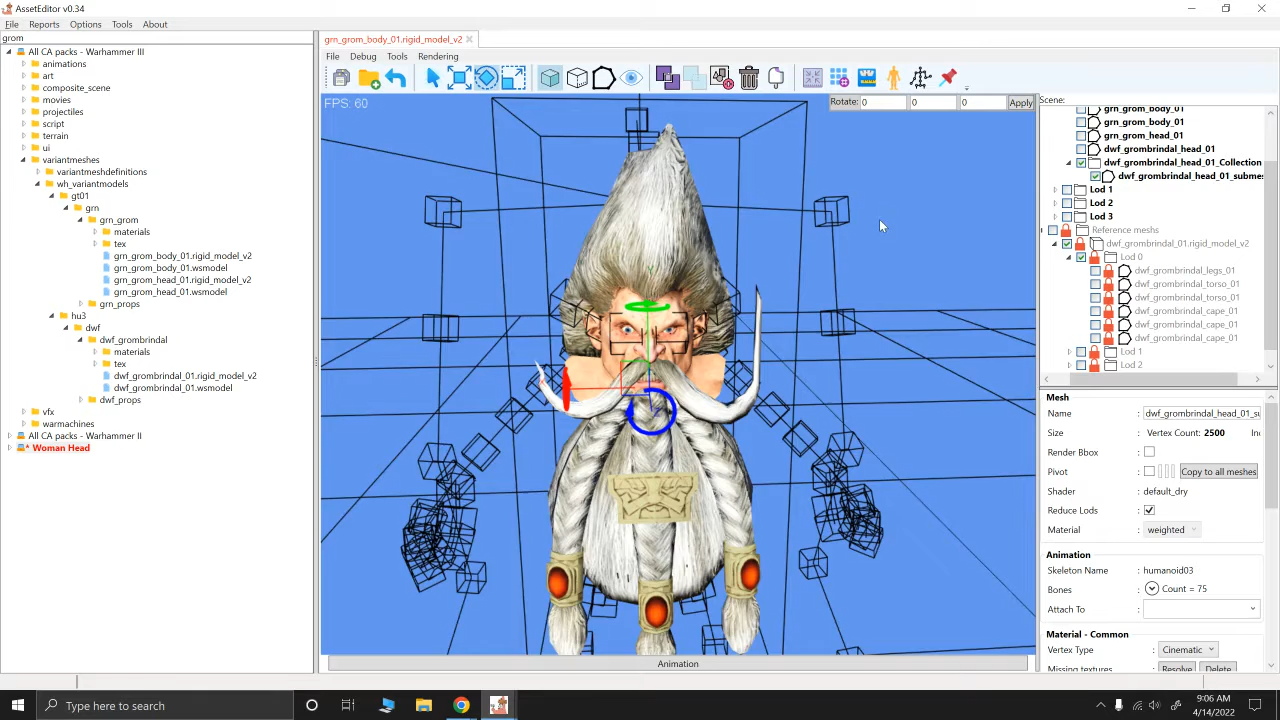 AssetEditor v0.34
File Reports Options Tools About
grom
All CA packs - Warhammer III
animations
art
composite_scene
movies
projectiles
script
terrain
ui
variantmeshes
variantmeshdefinitions
wh_variantmodels
gt01
grn
grn_grom
materials
tex
grn_grom_body_01.rigid_model_v2
grn_grom_body_01.wsmodel
grn_grom_head_01.rigid_model_v2
grn_grom_head_01.wsmodel
grn_props
hu3
dwf
dwf_grombrindal
materials
tex
dwf_grombrindal_01.rigid_model_v2
dwf_grombrindal_01.wsmodel
dwf_props
vfx
warmachines
All CA packs - Warhammer II
* Woman Head
grn_grom_body_01.rigid_model_v2
File Debug Tools Rendering
FPS: 60
Rotate: 0 0 0 Apply
Animation
Scene:
grn_grom_body_01
grn_grom_body_01
grn_grom_head_01
dwf_grombrindal_head_01
dwf_grombrindal_head_01_Collection
dwf_grombrindal_head_01_submes
Lod 1
Lod 2
Lod 3
Reference meshs
dwf_grombrindal_01.rigid_model_v2
Lod 0
dwf_grombrindal_legs_01
dwf_grombrindal_torso_01
dwf_grombrindal_torso_01
dwf_grombrindal_cape_01
dwf_grombrindal_cape_01
dwf_grombrindal_cape_01
Lod 1
Lod 2
Mesh
Name : dwf_grombrindal_head_01_su
Size : Vertex Count: 2500 In
Render Bbox :
Pivot : Copy to all meshes
Shader : default_dry
Reduce Lods :
Material : weighted
Animation
Skeleton Name : humanoid03
Bones : Count = 75
Attach To :
Material - Common
Vertex Type : Cinematic
Missing textures : Resolve Delete
Type here to search
9:06 AM
4/14/2022